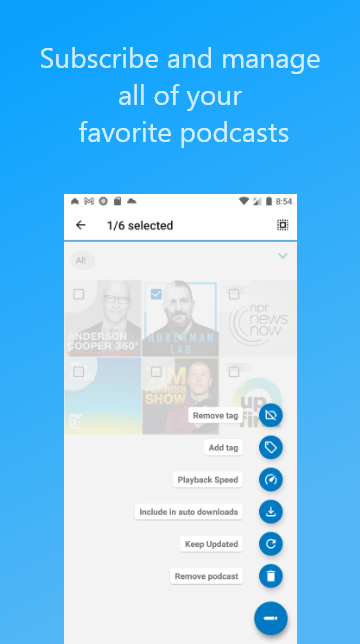 Subscribe and manage
all of your
favorite podcasts
8:54
1/6 selected
All
npr
news
now
ANDERSON
COOPER 360°
HUBERMAN
LAB
TIM
FERRISS
SHOW
up
first
Remove tag
Add tag
Playback Speed
Include in auto downloads
Keep Updated
Remove podcast